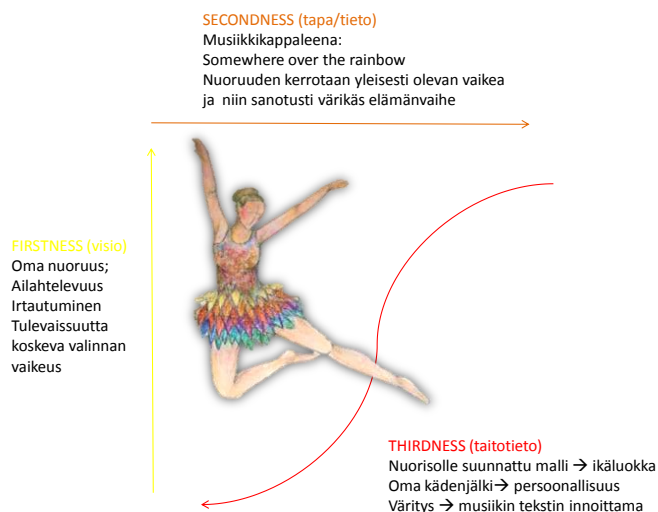 SECONDNESS (tapa/tieto)
Musiikkikappaleena:
Somewhere over the rainbow
Nuoruuden kerrotaan yleisesti olevan vaikea
ja niin sanotusti värikäs elämänvaihe
FIRSTNESS (visio)
Oma nuoruus;
Ailahtelevuus
Irtautuminen
Tulevaissuutta
koskeva valinnan
vaikeus
THIRDNESS (taitotieto)
Nuorisolle suunnattu malli → ikäluokka
Oma kädenjälki→ persoonallisuus
Väritys → musiikin tekstin innoittama